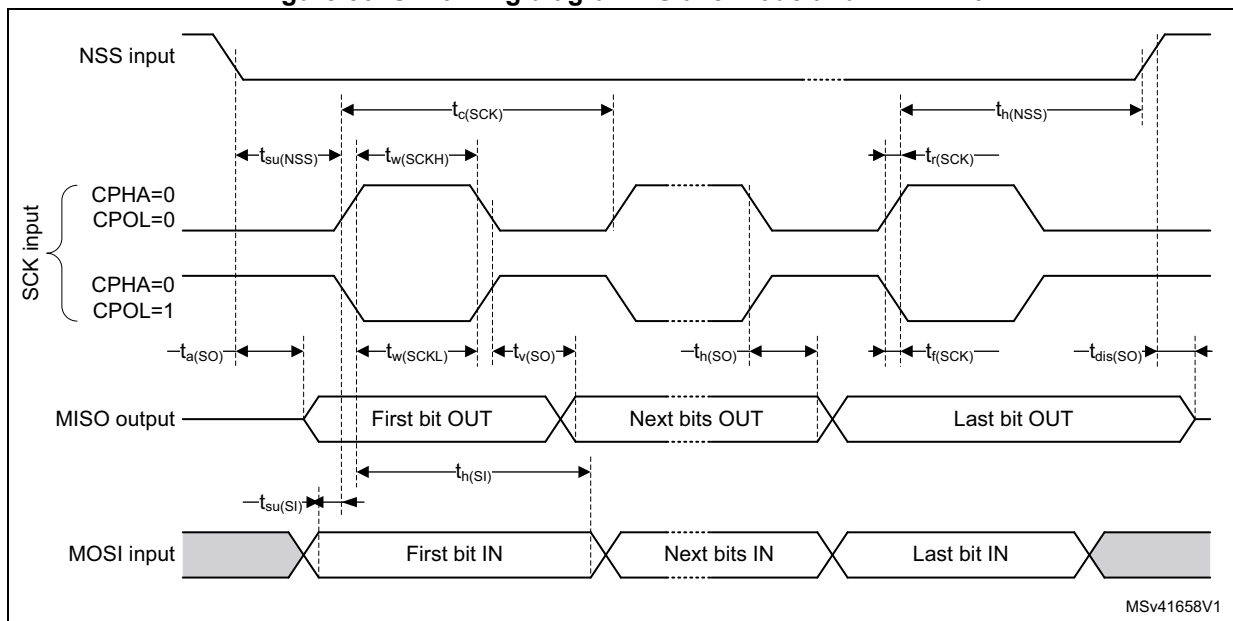 NSS input
tc(SCK)
th(NSS)
tsu(NSS)
tw(SCKH)
tr(SCK)
SCK input
CPHA=0
CPOL=0
CPHA=0
CPOL=1
ta(SO)
tw(SCKL)
tv(SO)
th(SO)
tf(SCK)
tdis(SO)
MISO output
First bit OUT
Next bits OUT
Last bit OUT
th(SI)
tsu(SI)
MOSI input
First bit IN
Next bits IN
Last bit IN
MSv41658V1